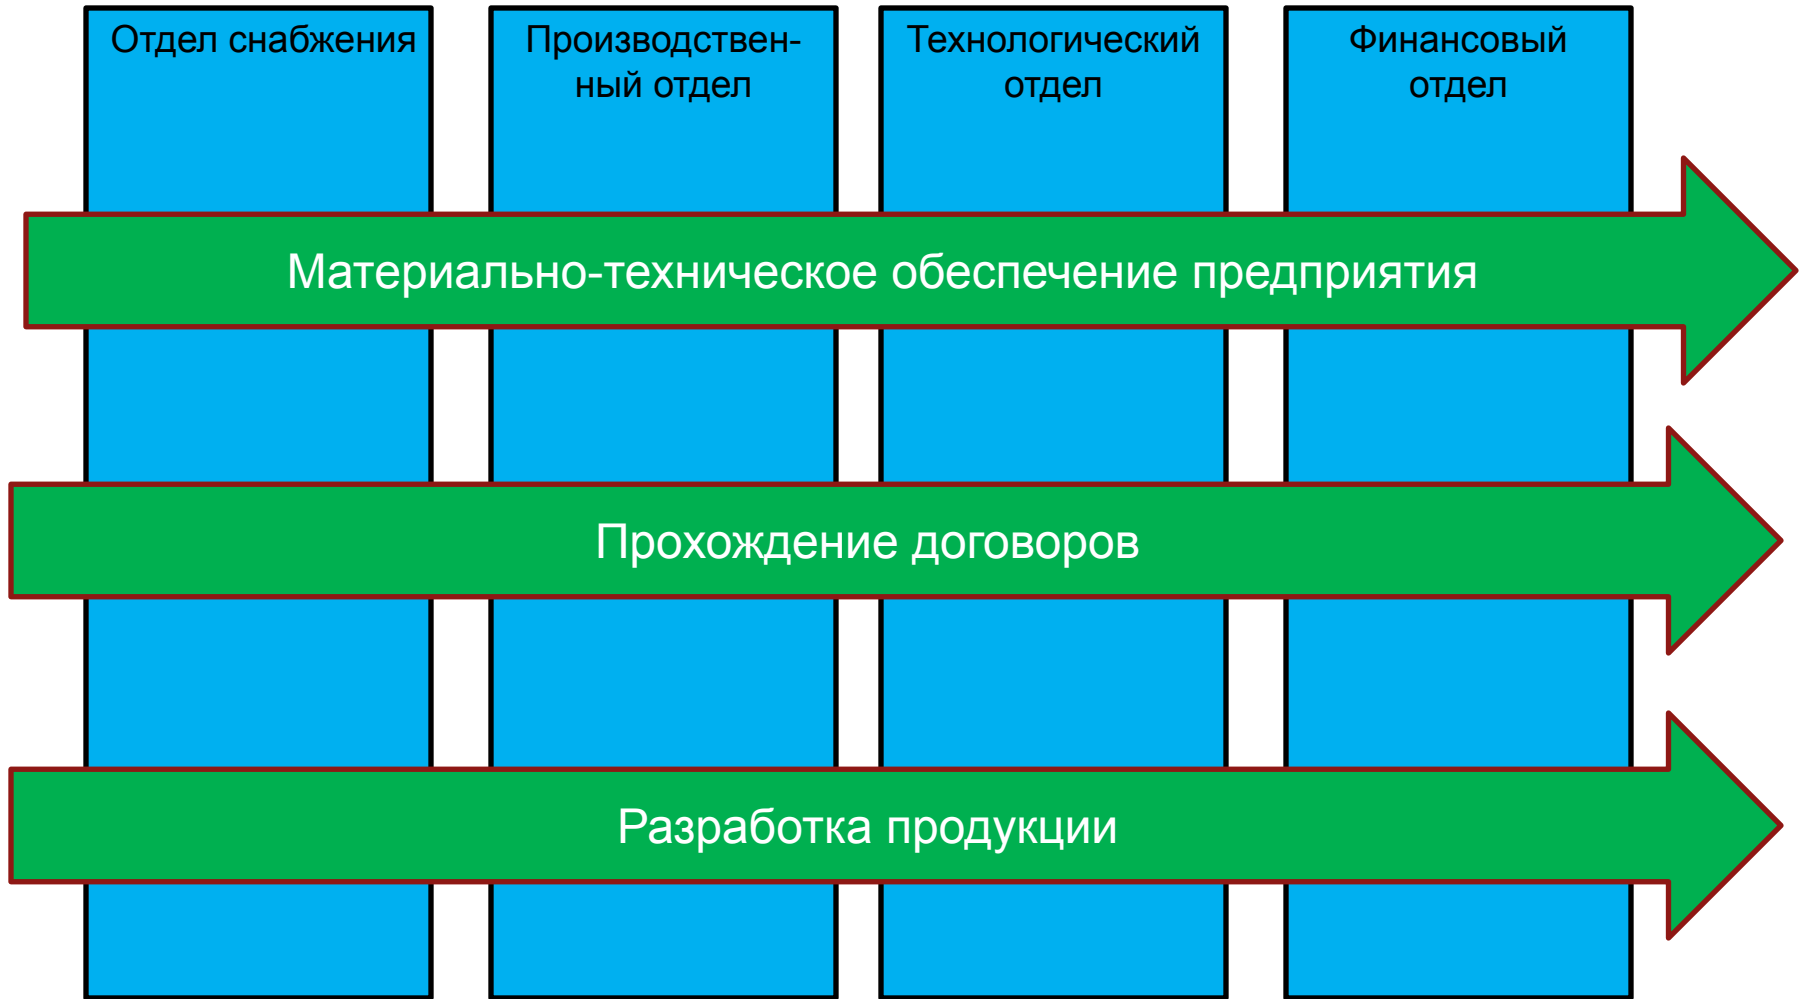 Отдел снабжения
Производствен-
ный отдел
Технологический
отдел
Финансовый
отдел
Материально-техническое обеспечение предприятия
Прохождение договоров
Разработка продукции